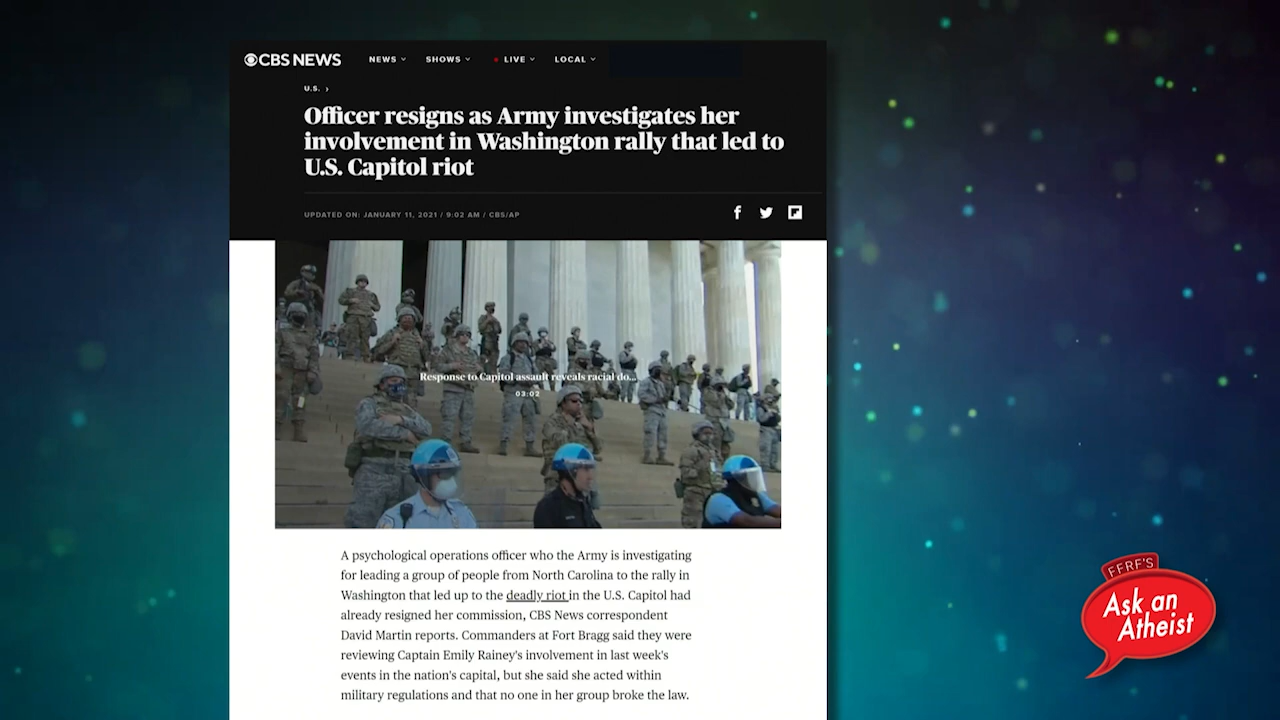 CBS NEWS NEWS SHOWS LIVE LOCAL
U.S. ›
Officer resigns as Army investigates her
involvement in Washington rally that led to
U.S. Capitol riot
UPDATED ON: JANUARY 11, 2021 / 9:02 AM / CBS/AP
Response to Capitol assault reveals racial do...
03:02
A psychological operations officer who the Army is investigating
for leading a group of people from North Carolina to the rally in
Washington that led up to the deadly riot in the U.S. Capitol had
already resigned her commission, CBS News correspondent
David Martin reports. Commanders at Fort Bragg said they were
reviewing Captain Emily Rainey's involvement in last week's
events in the nation's capital, but she said she acted within
military regulations and that no one in her group broke the law.
FFRF'S
Ask an
Atheist